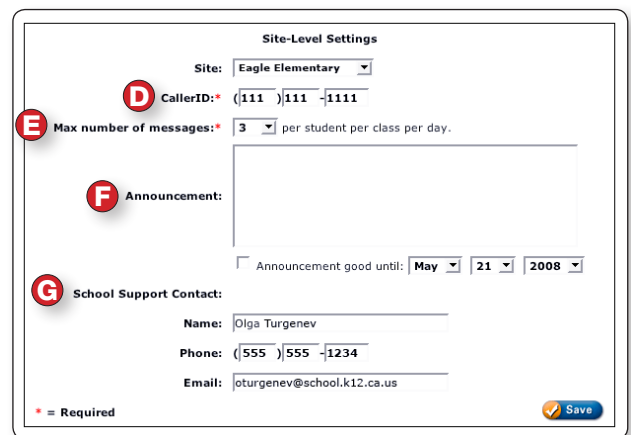 Site-Level Settings
Site: Eagle Elementary
D CallerID:* (111 )111 -1111
E Max number of messages:* 3 per student per class per day.
F Announcement:
Announcement good until: May 21 2008
G School Support Contact:
Name: Olga Turgenev
Phone: (555 )555 -1234
Email: oturgenev@school.k12.ca.us
* = Required Save